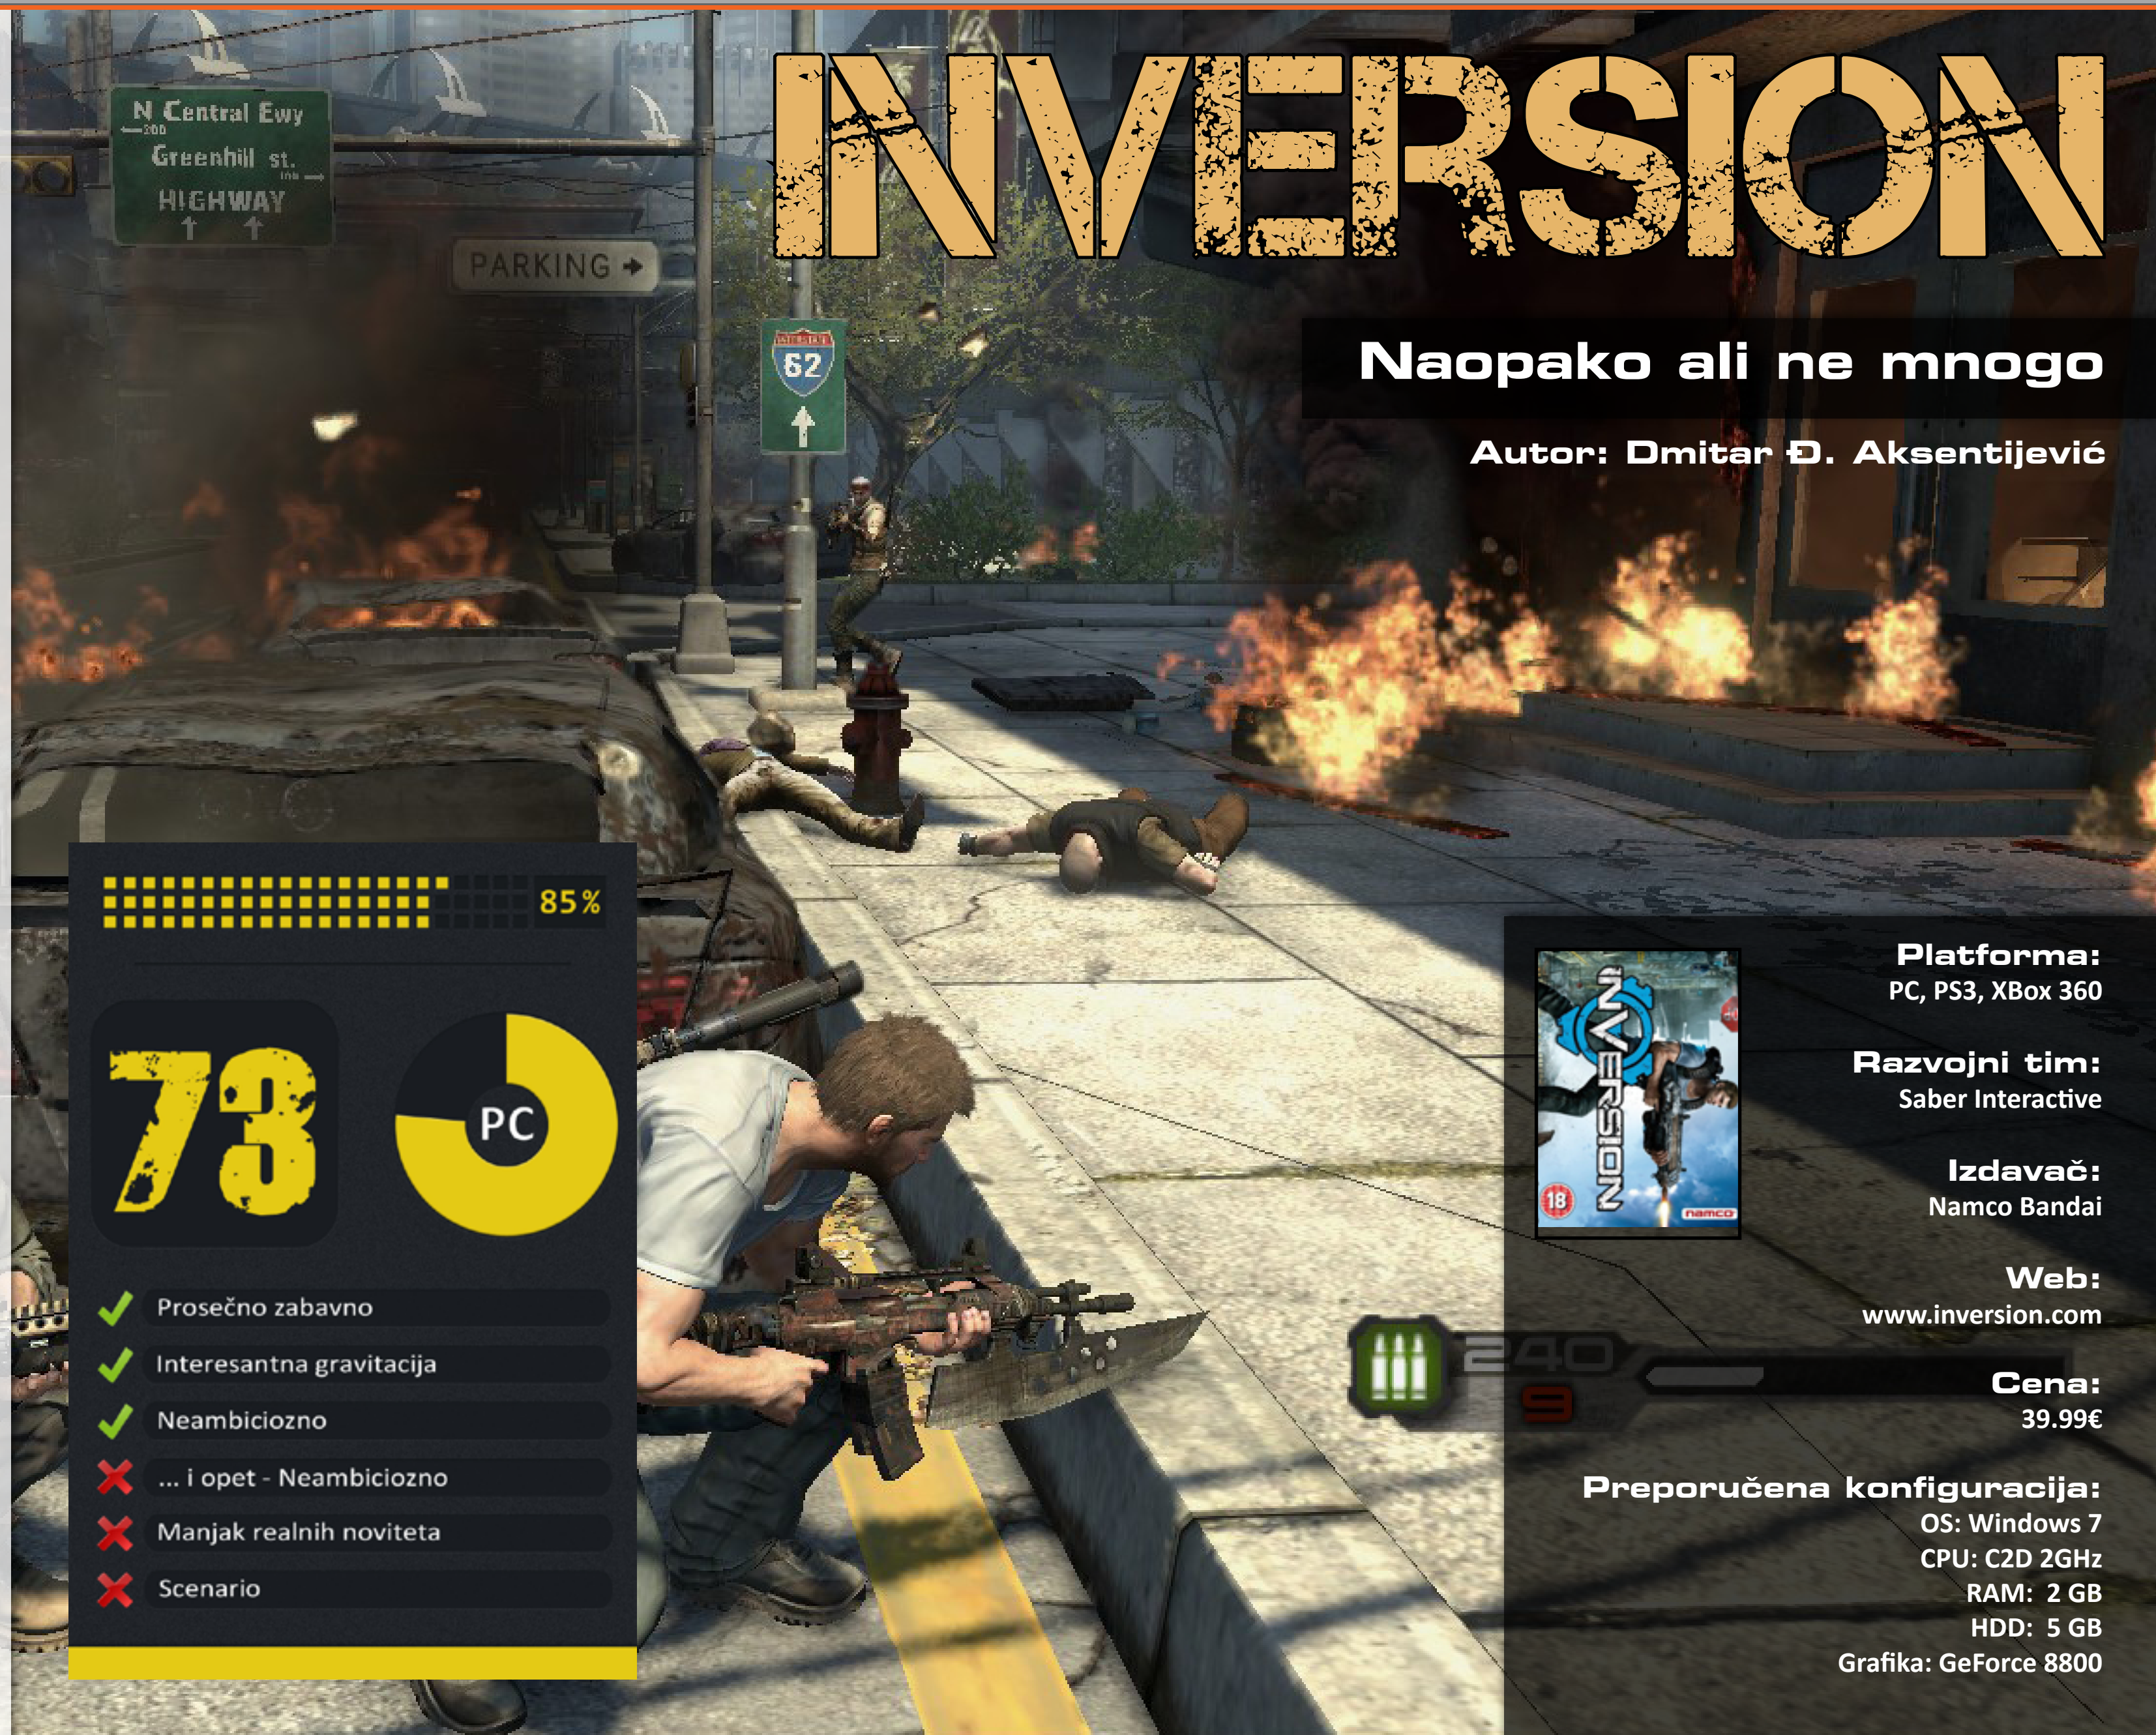 INVERSION
N Central Ewy
200
Greenhill st.
HIGHWAY
PARKING
62
Naopako ali ne mnogo
Autor: Dmitar Đ. Aksentijević
85%
73
PC
Prosečno zabavno
Interesantna gravitacija
Neambiciozno
... i opet - Neambiciozno
Manjak realnih noviteta
Scenario
INVERSION
18
namco
240
9
Platforma:
PC, PS3, XBox 360
Razvojni tim:
Saber Interactive
Izdavač:
Namco Bandai
Web:
www.inversion.com
Cena:
39.99€
Preporučena konfiguracija:
OS: Windows 7
CPU: C2D 2GHz
RAM: 2 GB
HDD: 5 GB
Grafika: GeForce 8800